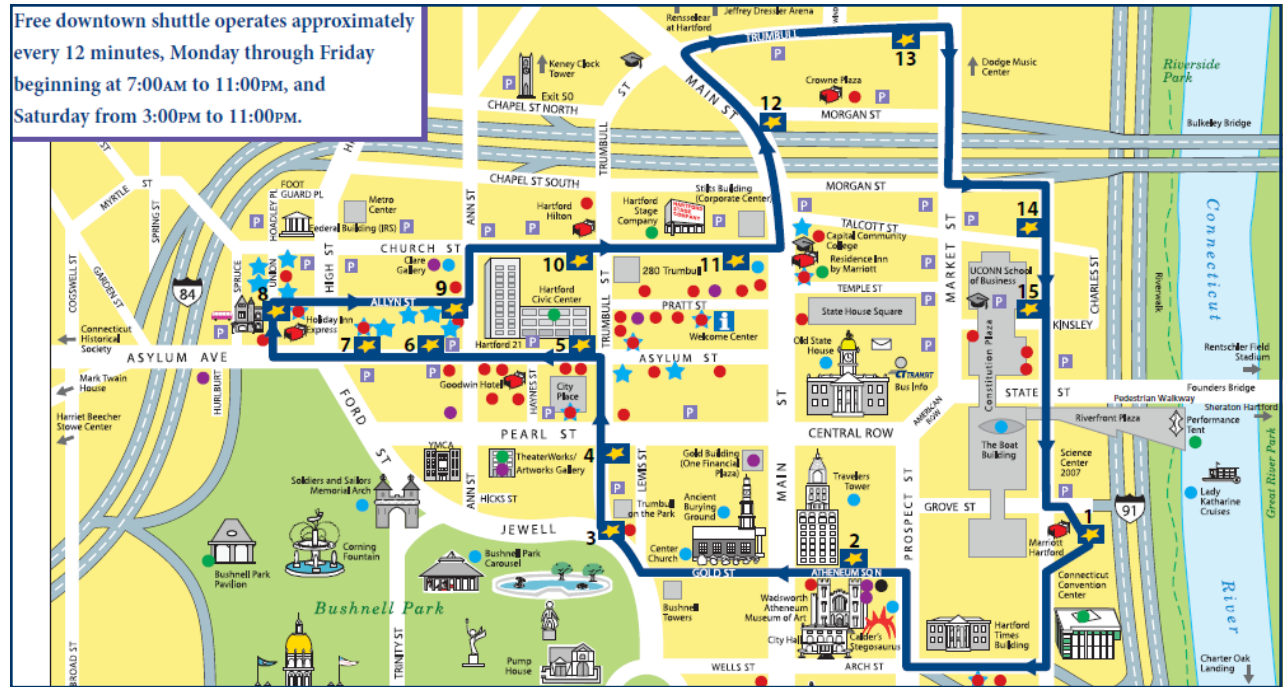 Free downtown shuttle operates approximately
every 12 minutes, Monday through Friday
beginning at 7:00AM to 11:00PM, and
Saturday from 3:00PM to 11:00PM.
Rensselear
at Hartford
Jeffrey Dressler Arena
TRUMBULL
13
Keney Clock
Tower
Exit 50
P
MAIN ST
Dodge Music
Center
Riverside
Park
Crowne Plaza
12
CHAPEL ST NORTH
TRUMBULL
ST
MORGAN ST
Bulkeley Bridge
ST
MYRTLE
ST
SPRING ST
FOOT
GUARD PL
HOADLEY PL
Metro
Center
Federal Building (IRS)
CHAPEL ST SOUTH
ANN ST
Hartford
Hilton
Hartford
Stage
Company
HARTFORD
STAGE
COMPANY
Stilts Building
(Corporate Center)
MORGAN ST
TALCOTT ST
14
MARKET ST
Connecticut
COGSWELL ST
GARDEN ST
84
SPRUCE
UNION
HIGH ST
CHURCH ST
Clare
Gallery
9
10
11
280 Trumbull
Capital Community
College
Residence Inn
by Marriott
UCONN School
of Business
CHARLES ST
Riverwalk
8
ALLYN ST
Holiday Inn
Express
Hartford
Civic Center
TRUMBULL ST
PRATT ST
i
Welcome Center
TEMPLE ST
State House Square
15
KINSLEY
Connecticut
Historical
Society
7
6
5
Hartford 21
ASYLUM AVE
ASYLUM ST
Old State
House
CTTRANSIT
Bus Info
Constitution Plaza
Rentschler Field
Stadium
Mark Twain
House
HURLBURT
Goodwin Hotel
HAYNES ST
City
Place
ST
AMERICAN
ROW
STATE ST
Founders Bridge
Pedestrian Walkway
Sheraton Hartford
Harriet Beecher
Stowe Center
FORD ST
PEARL ST
CENTRAL ROW
Riverfront Plaza
Performance
Tent
The Boat
Building
YMCA
TheaterWorks/
Artworks Gallery
4
LEWIS ST
Gold Building
(One Financial
Plaza)
MAIN
Travelers
Tower
Science
Center
2007
Great River Park
Soldiers and Sailors
Memorial Arch
ANN ST
HICKS ST
Trumbull
on the Park
Ancient
Burying
Ground
PROSPECT ST
GROVE ST
91
Lady
Katharine
Cruises
JEWELL
3
2
1
Marriott
Hartford
Corning
Fountain
Bushnell Park
Pavilion
Bushnell Park
Carousel
Center
Church
GOLD ST
ATHENEUM SQ N
Connecticut
Convention
Center
River
Bushnell Park
Bushnell
Towers
Wadsworth
Atheneum
Museum of Art
City Hall
Calder's
Stegosaurus
Hartford
Times
Building
BROAD ST
TRINITY ST
Pump
House
WELLS ST
ARCH ST
Charter Oak
Landing